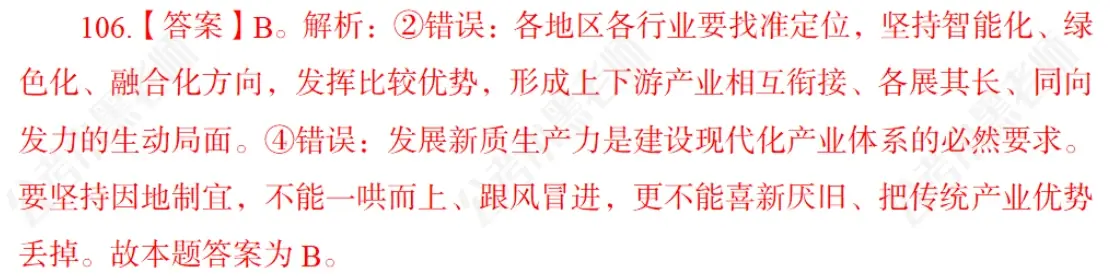 106.【答案】B。解析：②错误：各地区各行业要找准定位，坚持智能化、绿
色化、融合化方向，发挥比较优势，形成上下游产业相互衔接、各展其长、同向
发力的生动局面。④错误：发展新质生产力是建设现代化产业体系的必然要求。
要坚持因地制宜，不能一哄而上、跟风冒进，更不能喜新厌旧、把传统产业优势
丢掉。故本题答案为 B。